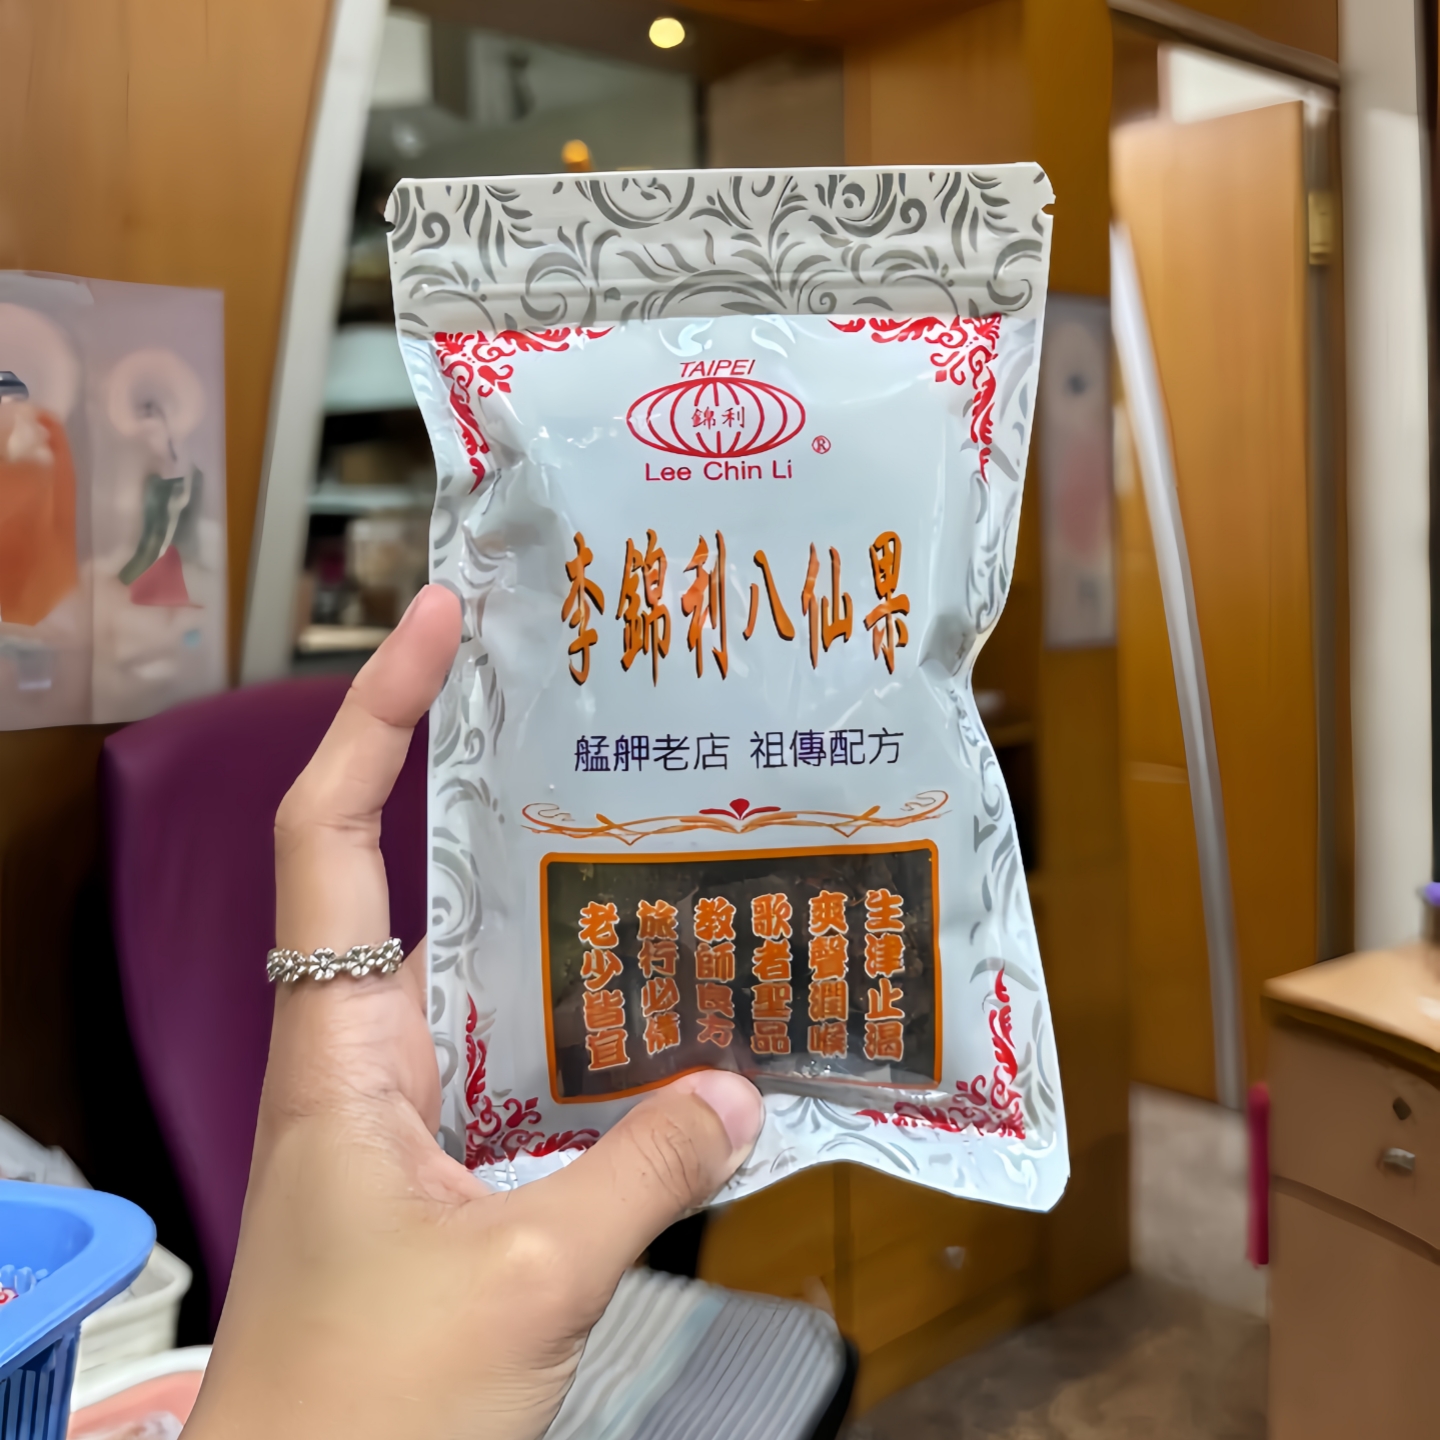 TAIPEI
錦利
®
Lee Chin Li
李錦利八仙果
艋舺老店 祖傳配方
生津止渴
爽聲潤喉
歌者聖品
教師良方
旅行必備
老少皆宜